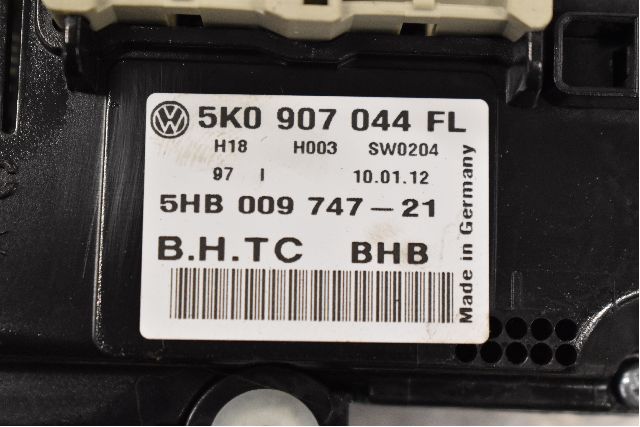 5K0 907 044 FL
H18 H003 SW0204
97 I 10.01.12
5HB 009 747-21
B.H.TC BHB
Made in Germany